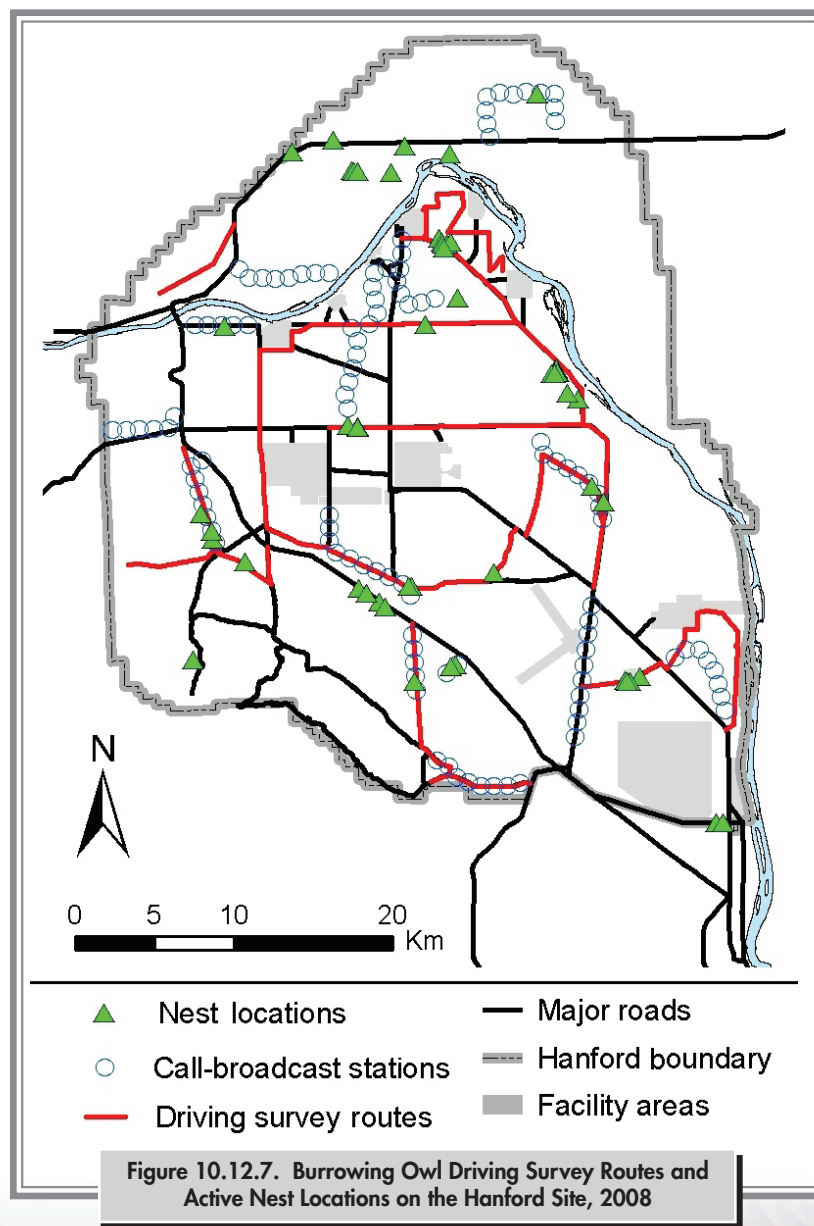 N
0 5 10 20
Km
Nest locations
Call-broadcast stations
Driving survey routes
Major roads
Hanford boundary
Facility areas
Figure 10.12.7. Burrowing Owl Driving Survey Routes and
Active Nest Locations on the Hanford Site, 2008